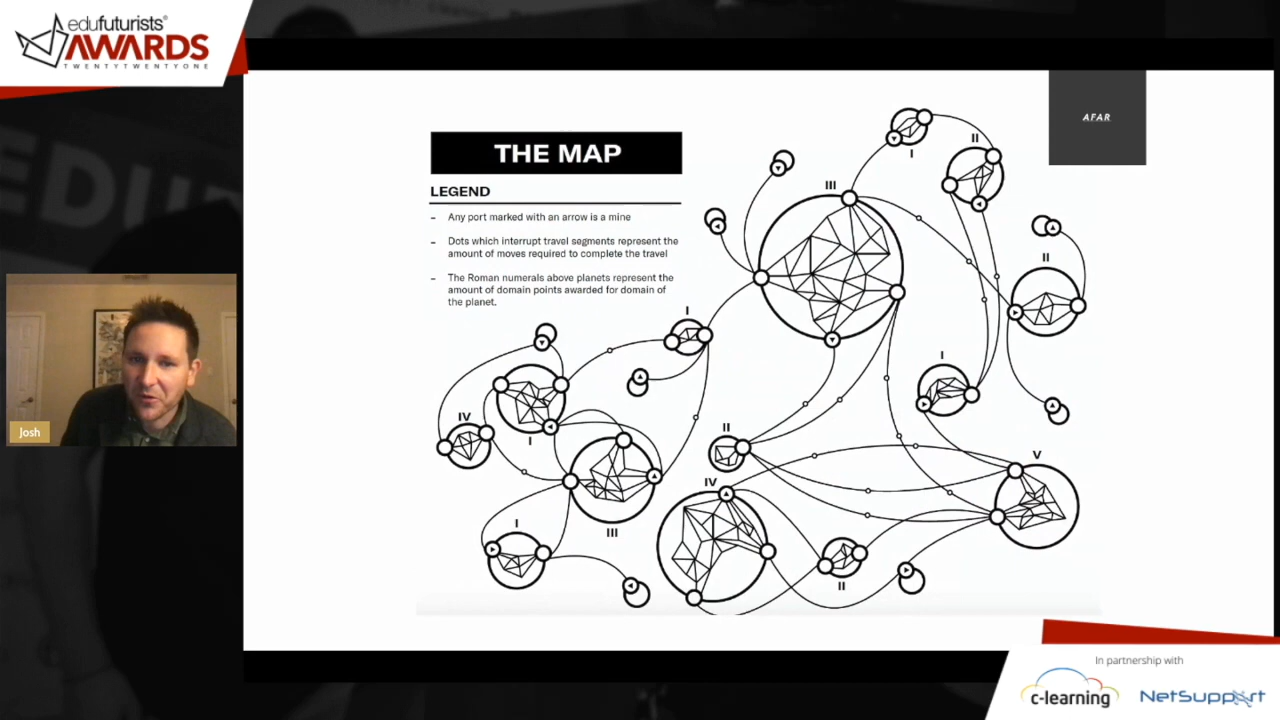 edufuturists®
AWARDS
TWENTYTWENTYONE
EDU
AFAR
THE MAP
LEGEND
– Any port marked with an arrow is a mine
– Dots which interrupt travel segments represent the
amount of moves required to complete the travel
– The Roman numerals above planets represent the
amount of domain points awarded for domain of
the planet.
I
II
III
II
I
I
IV
I
II
V
IV
III
I
II
Josh
In partnership with
c-learning
NetSupport